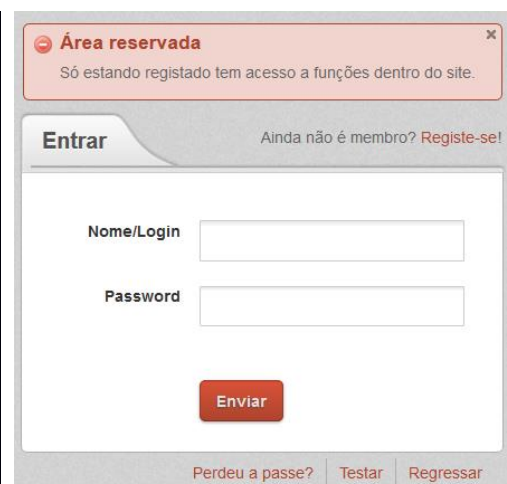 Área reservada
Só estando registado tem acesso a funções dentro do site.
Entrar
Ainda não é membro? Registe-se!
Nome/Login
Password
Enviar
Perdeu a passe? Testar Regressar